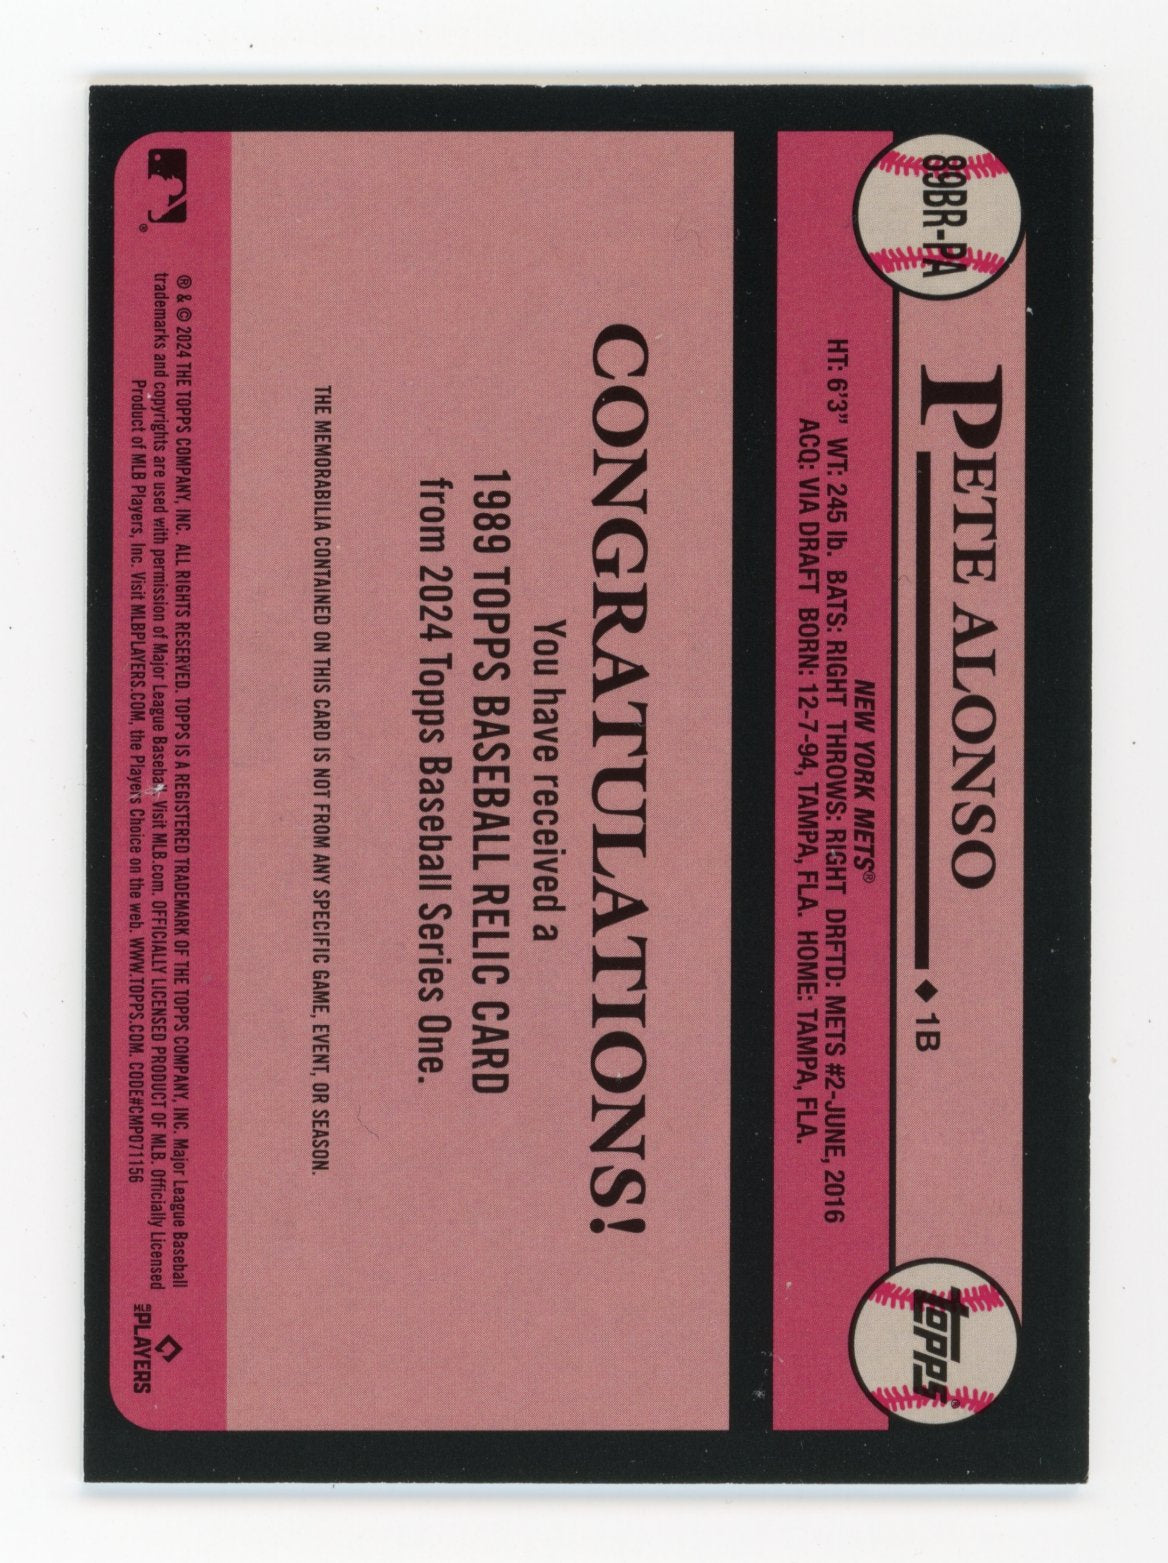 89BR-PA
PETE ALONSO
◆ 1B
topps®
NEW YORK METS®
HT: 6'3" WT: 245 lb. BATS: RIGHT THROWS: RIGHT DRFTD: METS #2-JUNE, 2016
ACQ: VIA DRAFT BORN: 12-7-94, TAMPA, FLA. HOME: TAMPA, FLA.
CONGRATULATIONS!
You have received a
1989 TOPPS BASEBALL RELIC CARD
from 2024 Topps Baseball Series One.
THE MEMORABILIA CONTAINED ON THIS CARD IS NOT FROM ANY SPECIFIC GAME, EVENT, OR SEASON.
® & © 2024 THE TOPPS COMPANY, INC. ALL RIGHTS RESERVED. TOPPS IS A REGISTERED TRADEMARK OF THE TOPPS COMPANY, INC. Major League Baseball
trademarks and copyrights are used with permission of Major League Baseball. Visit MLB.com. OFFICIALLY LICENSED PRODUCT OF MLB. Officially Licensed
Product of MLB Players, Inc. Visit MLBPLAYERS.COM, the Players Choice on the web. WWW.TOPPS.COM. CODE#CMP071156
MLB PLAYERS